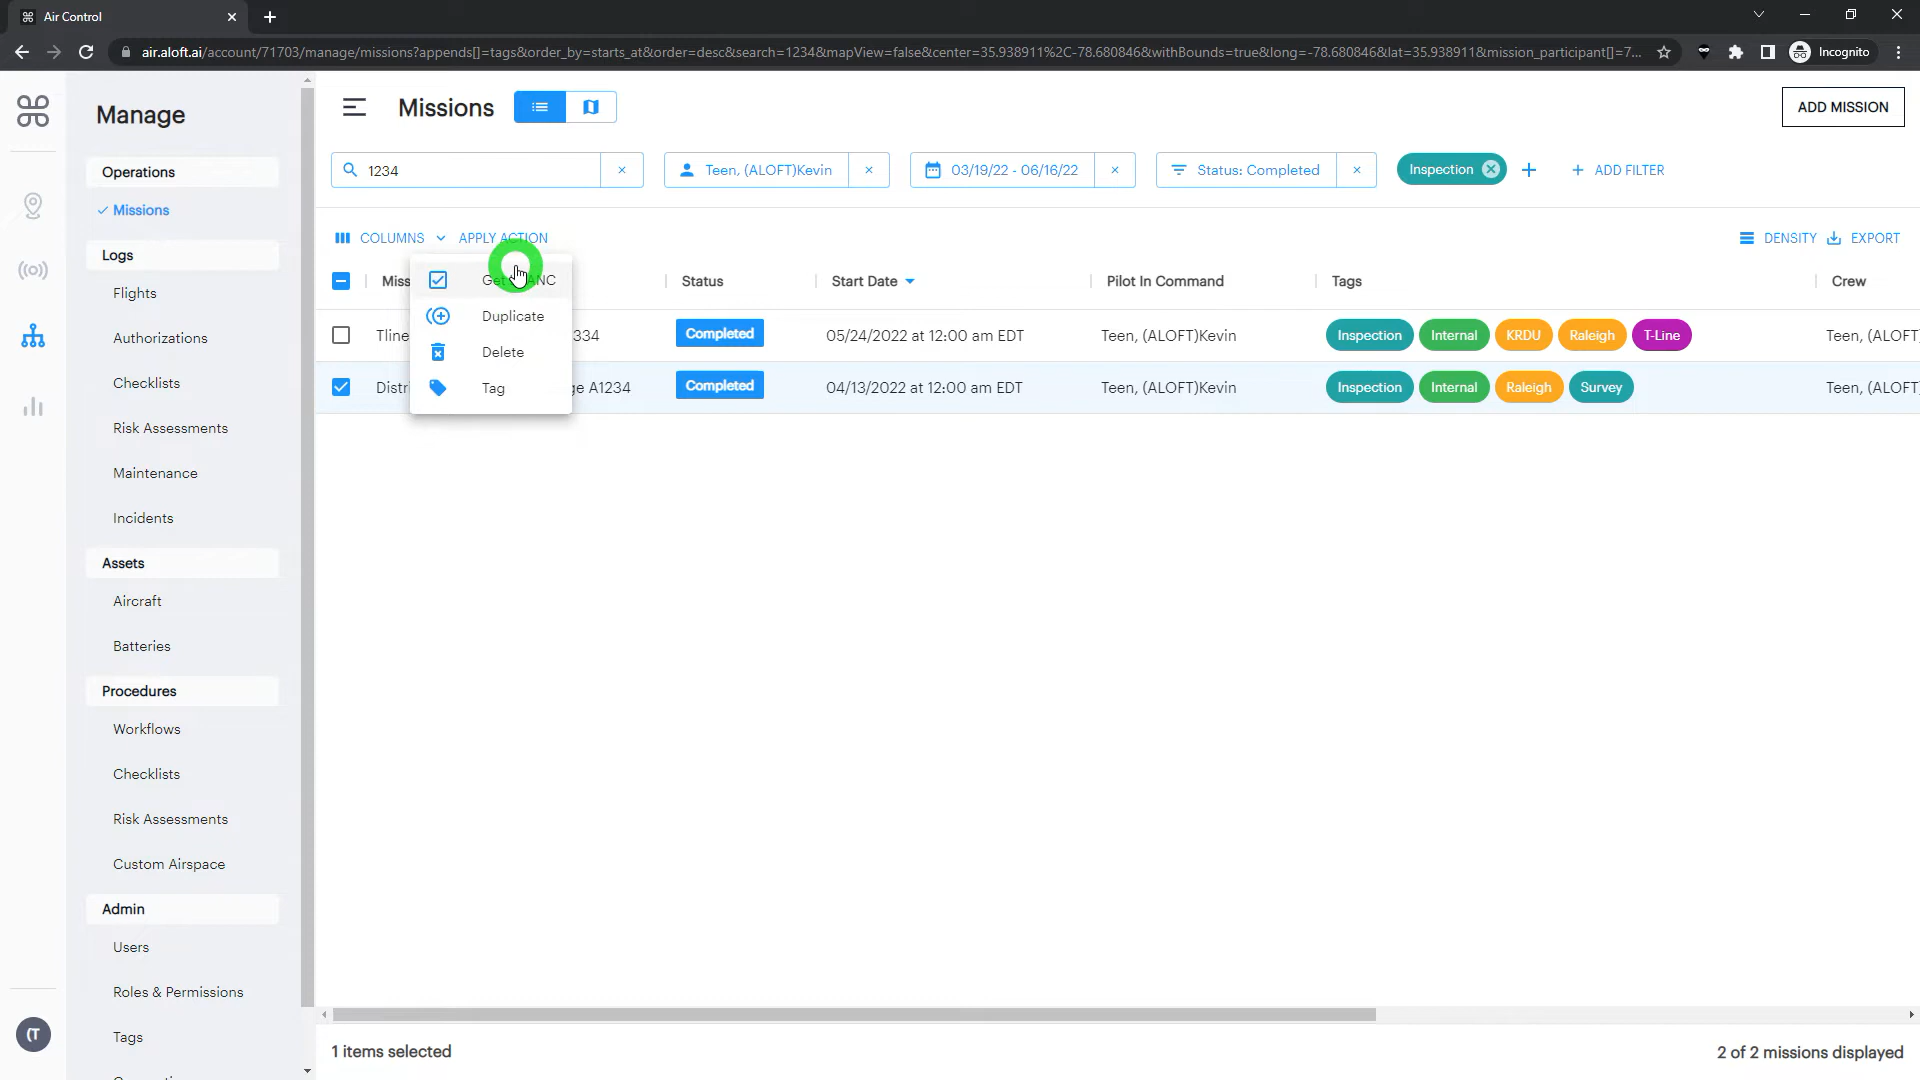 Air Control
air.aloft.ai/account/71703/manage/missions?appends[]=tags&order_by=starts_at&order=desc&search=1234&mapView=false&center=35.938911%2C-78.680846&withBounds=true&long=-78.680846&lat=35.938911&mission_participant[]=7...
Incognito
Manage
Operations
Missions
Logs
Flights
Authorizations
Checklists
Risk Assessments
Maintenance
Incidents
Assets
Aircraft
Batteries
Procedures
Workflows
Checklists
Risk Assessments
Custom Airspace
Admin
Users
Roles & Permissions
Tags
(T
Missions
ADD MISSION
1234
Teen, (ALOFT)Kevin
03/19/22 - 06/16/22
Status: Completed
Inspection
ADD FILTER
COLUMNS
APPLY ACTION
DENSITY
EXPORT
Get
Duplicate
Delete
Tag
Status
Start Date
Pilot In Command
Tags
Crew
Completed
05/24/2022 at 12:00 am EDT
Teen, (ALOFT)Kevin
Inspection
Internal
KRDU
Raleigh
T-Line
Teen, (ALOFT
A1234
Completed
04/13/2022 at 12:00 am EDT
Teen, (ALOFT)Kevin
Inspection
Internal
Raleigh
Survey
Teen, (ALOFT
1 items selected
2 of 2 missions displayed